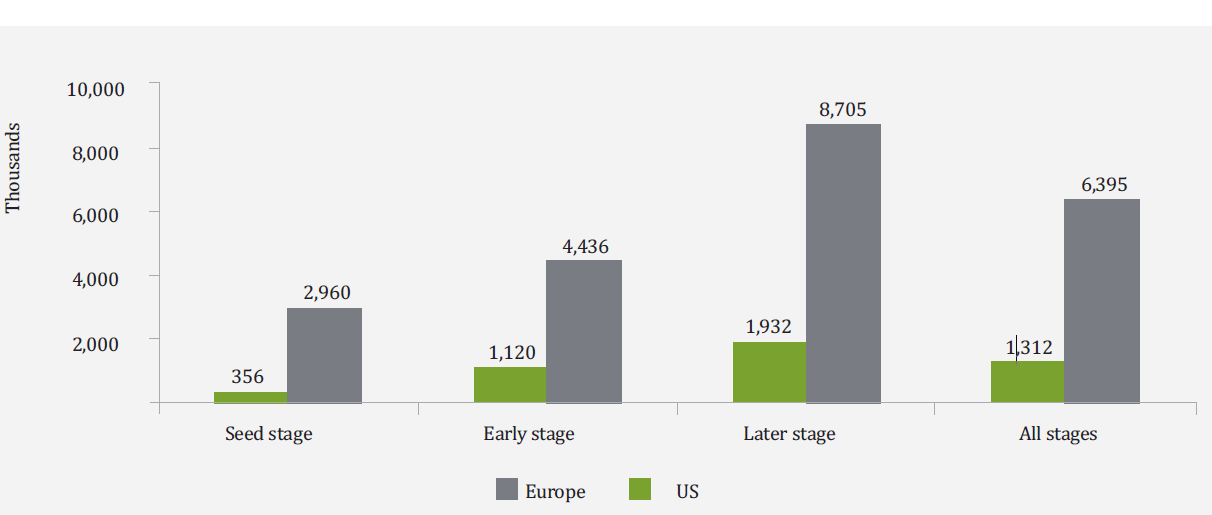 10,000
Thousands
8,000
6,000
4,000
2,000
356
2,960
1,120
4,436
1,932
8,705
1,312
6,395
Seed stage
Early stage
Later stage
All stages
Europe
US